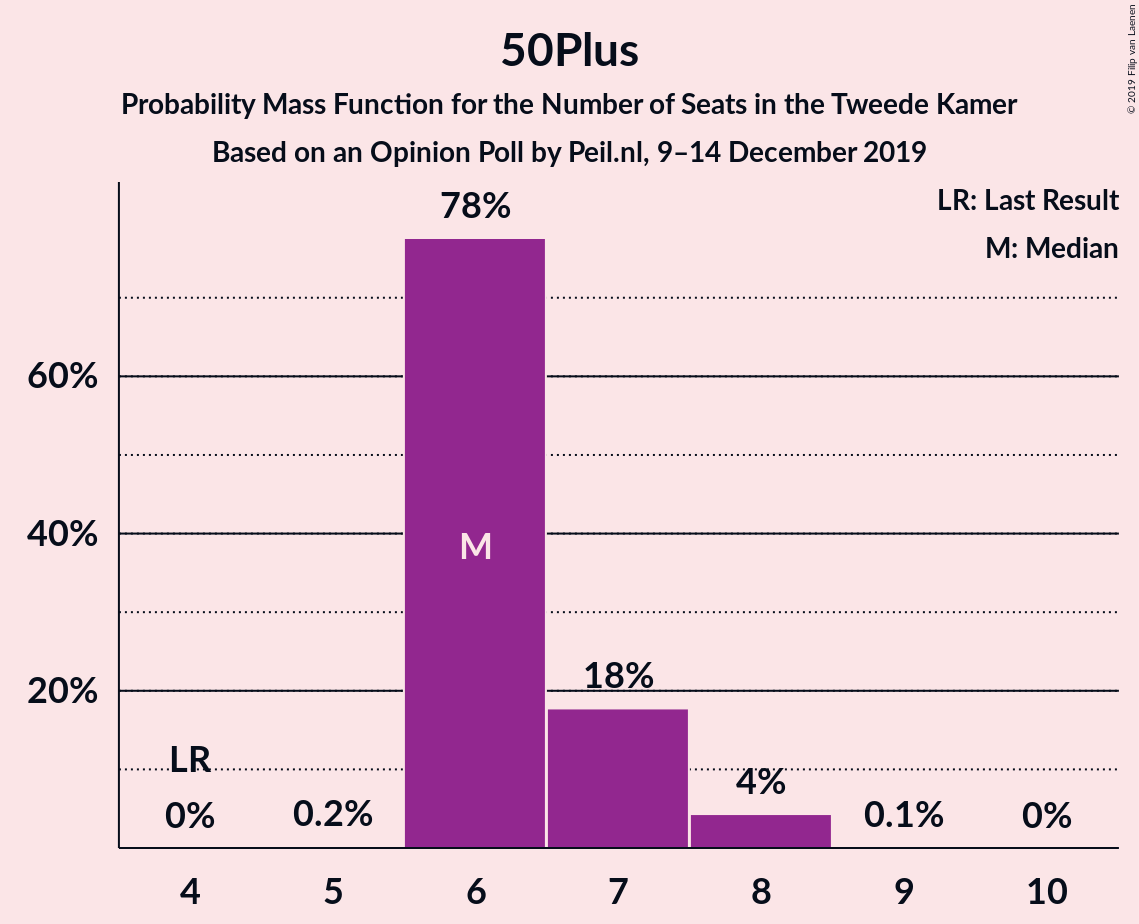 50Plus
Probability Mass Function for the Number of Seats in the Tweede Kamer
Based on an Opinion Poll by Peil.nl, 9–14 December 2019
© 2019 Filip van Laenen
LR: Last Result
M: Median
78%
60%
40%
M
20%
18%
LR
0%
0.2%
4%
0.1%
0%
4 5 6 7 8 9 10